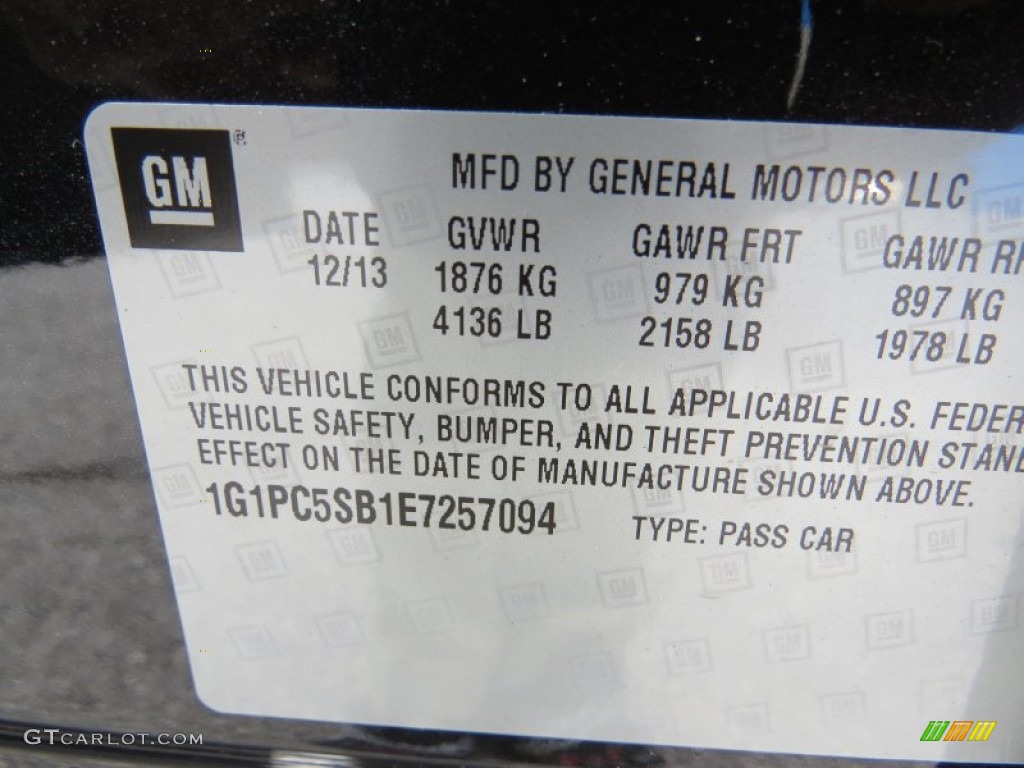 GM ®
MFD BY GENERAL MOTORS LLC
DATE GVWR GAWR FRT GAWR R
12/13 1876 KG 979 KG 897 KG
4136 LB 2158 LB 1978 LB
THIS VEHICLE CONFORMS TO ALL APPLICABLE U.S. FEDER
VEHICLE SAFETY, BUMPER, AND THEFT PREVENTION STAND
EFFECT ON THE DATE OF MANUFACTURE SHOWN ABOVE.
1G1PC5SB1E7257094 TYPE: PASS CAR
GTCARLOT.COM